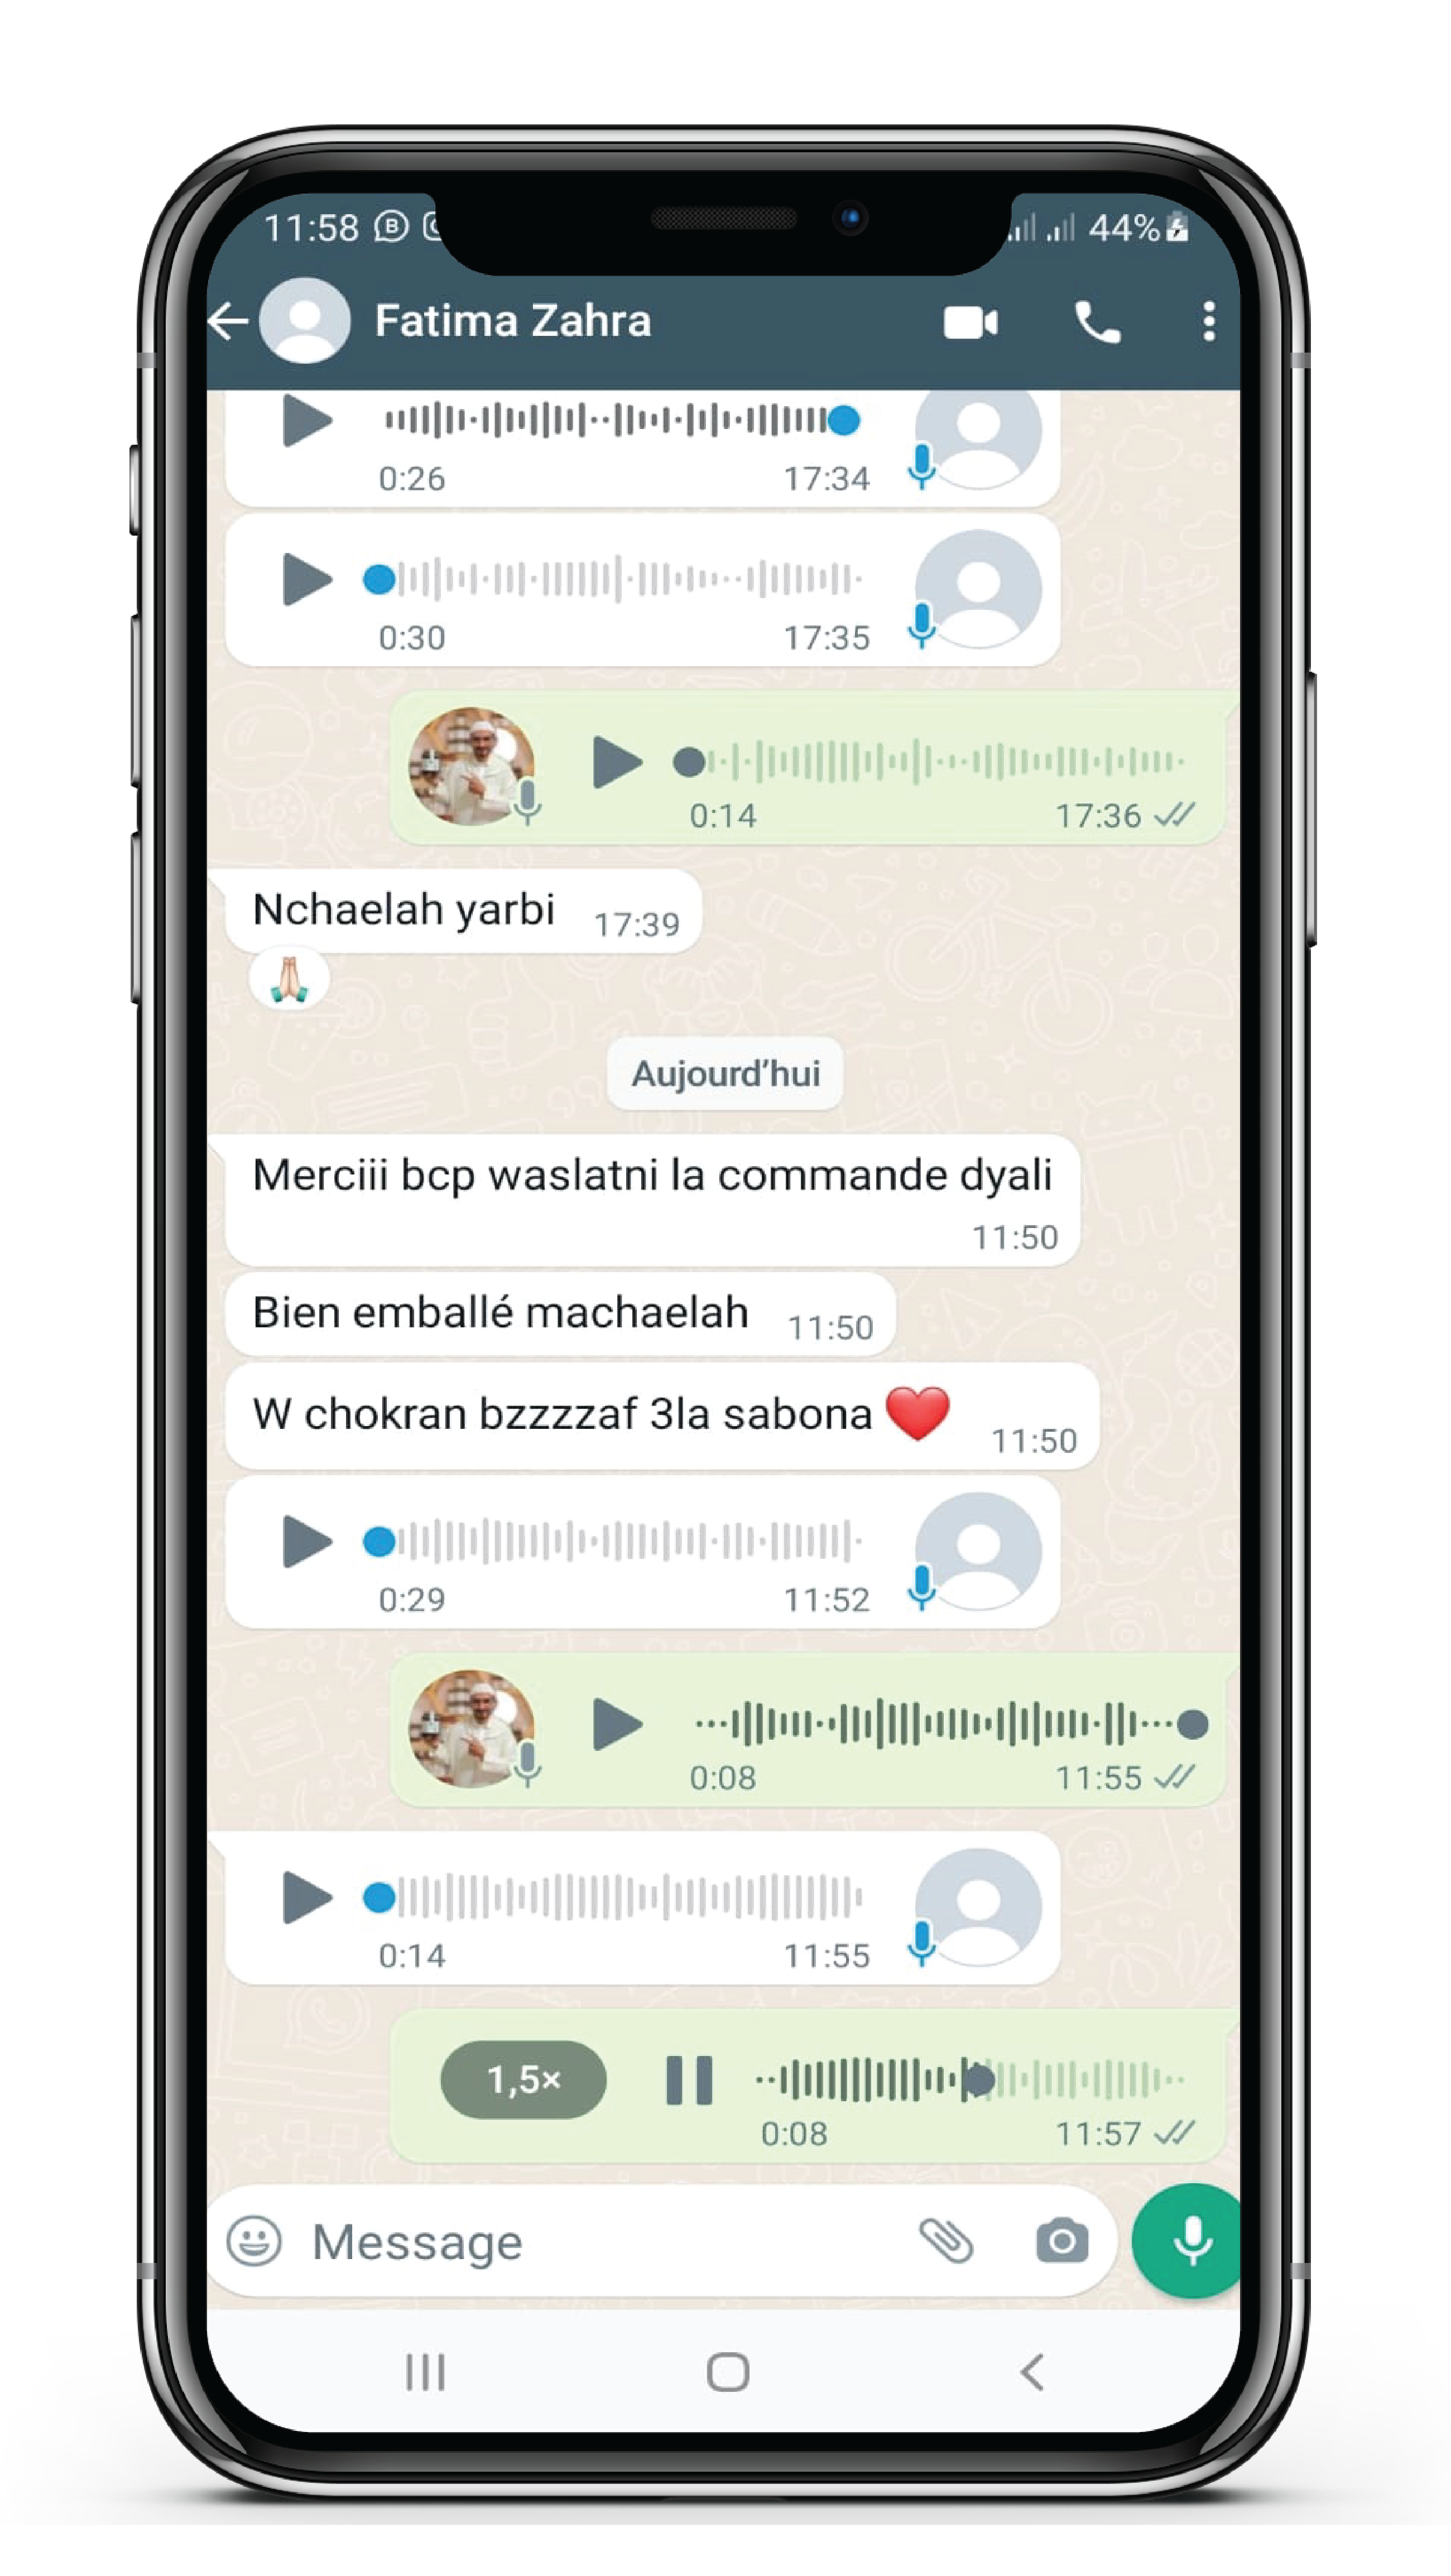 11:58 44%
Fatima Zahra
0:26 17:34
0:30 17:35
0:14 17:36
Nchaelah yarbi 17:39
Aujourd'hui
Merciii bcp waslatni la commande dyali
11:50
Bien emballé machaelah 11:50
W chokran bzzzzaf 3la sabona 11:50
0:29 11:52
0:08 11:55
0:14 11:55
1,5×
0:08 11:57
Message